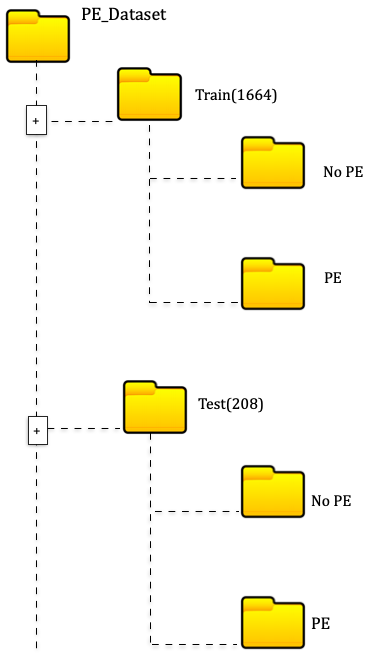 PE_Dataset
+
Train(1664)
No PE
PE
Test(208)
+
No PE
PE